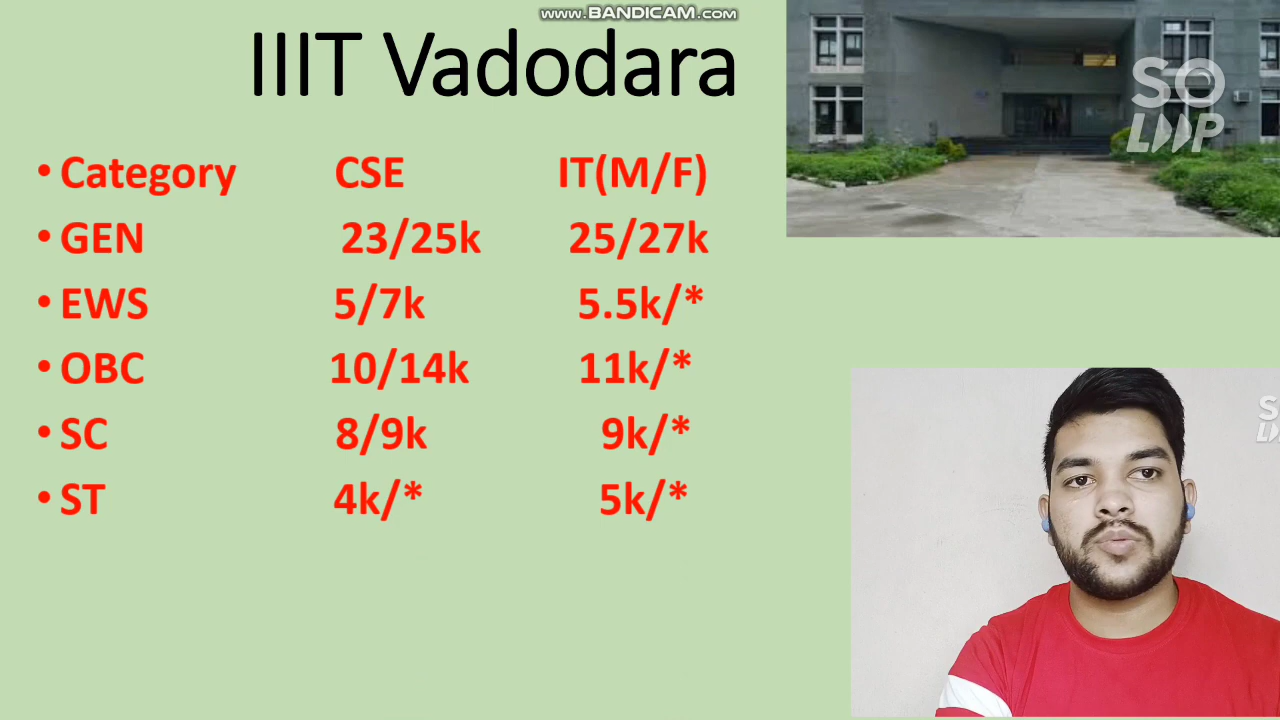 www.BANDICAM.com
IIIT Vadodara
SO
LOOP
• Category CSE IT(M/F)
• GEN 23/25k 25/27k
• EWS 5/7k 5.5k/*
• OBC 10/14k 11k/*
• SC 8/9k 9k/*
• ST 4k/* 5k/*